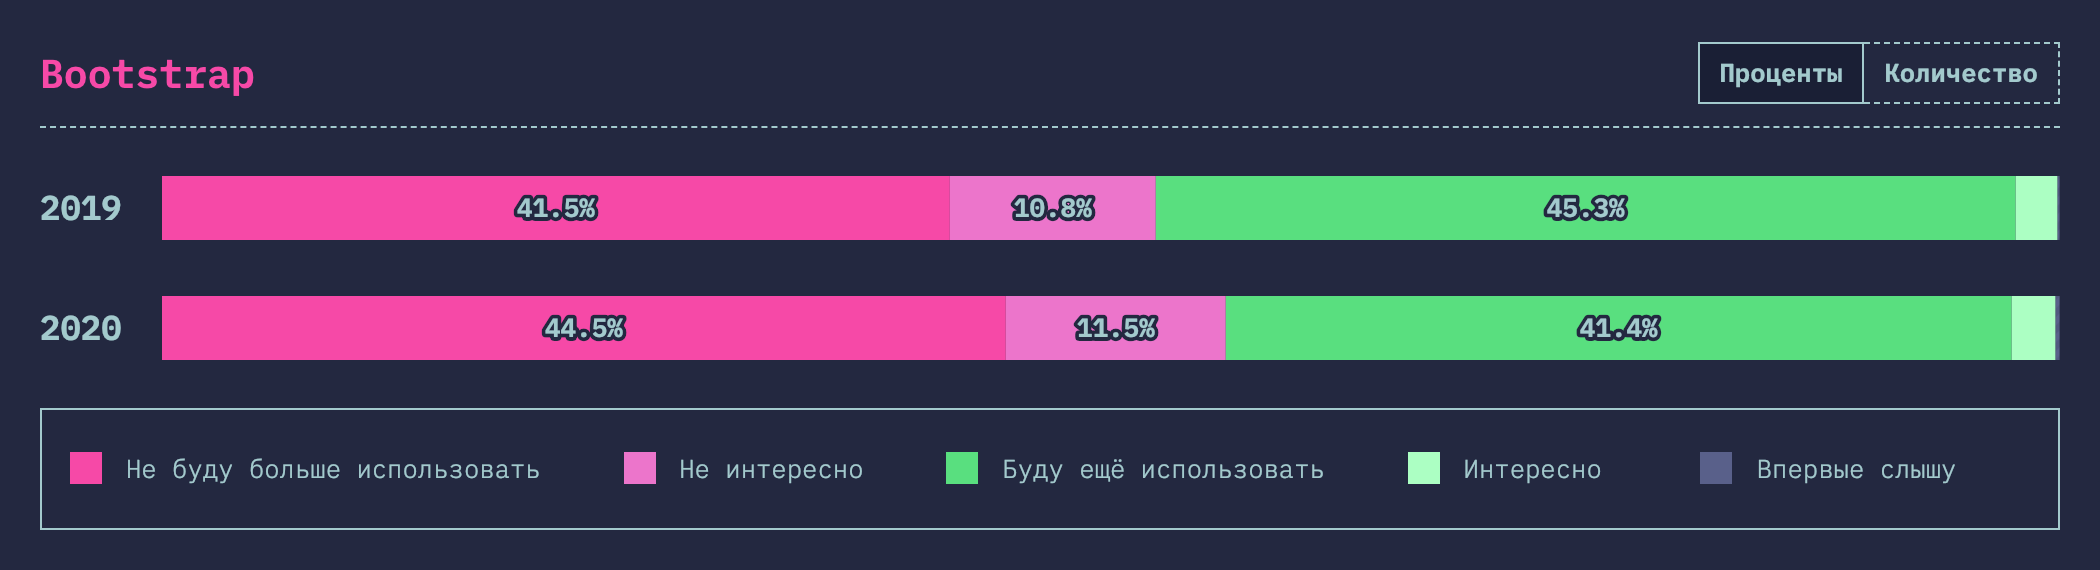 Bootstrap
Проценты Количество
2019 41.5% 10.8% 45.3%
2020 44.5% 11.5% 41.4%
Не буду больше использовать Не интересно Буду ещё использовать Интересно Впервые слышу